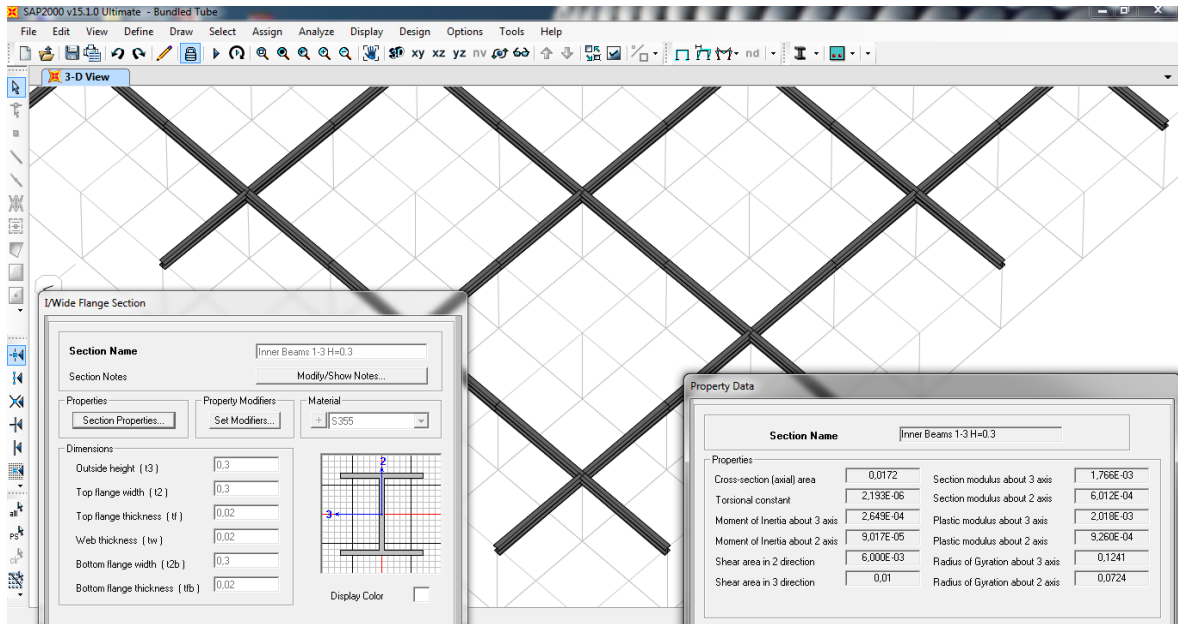 SAP2000 v15.1.0 Ultimate - Bundled Tube
File Edit View Define Draw Select Assign Analyze Display Design Options Tools Help
3D xy xz yz nv nd
3-D View
all
PS
clr
I/Wide Flange Section
Section Name Inner Beams 1-3 H=0.3
Section Notes Modify/Show Notes...
Properties Property Modifiers Material
Section Properties... Set Modifiers... + S355
Dimensions
Outside height ( t3 ) 0,3
Top flange width ( t2 ) 0,3
Top flange thickness ( tf ) 0,02
Web thickness ( tw ) 0,02
Bottom flange width ( t2b ) 0,3
Bottom flange thickness ( tfb ) 0,02
2
3
Display Color
Property Data
Section Name Inner Beams 1-3 H=0.3
Properties
Cross-section (axial) area 0,0172 Section modulus about 3 axis 1,766E-03
Torsional constant 2,193E-06 Section modulus about 2 axis 6,012E-04
Moment of Inertia about 3 axis 2,649E-04 Plastic modulus about 3 axis 2,018E-03
Moment of Inertia about 2 axis 9,017E-05 Plastic modulus about 2 axis 9,260E-04
Shear area in 2 direction 6,000E-03 Radius of Gyration about 3 axis 0,1241
Shear area in 3 direction 0,01 Radius of Gyration about 2 axis 0,0724